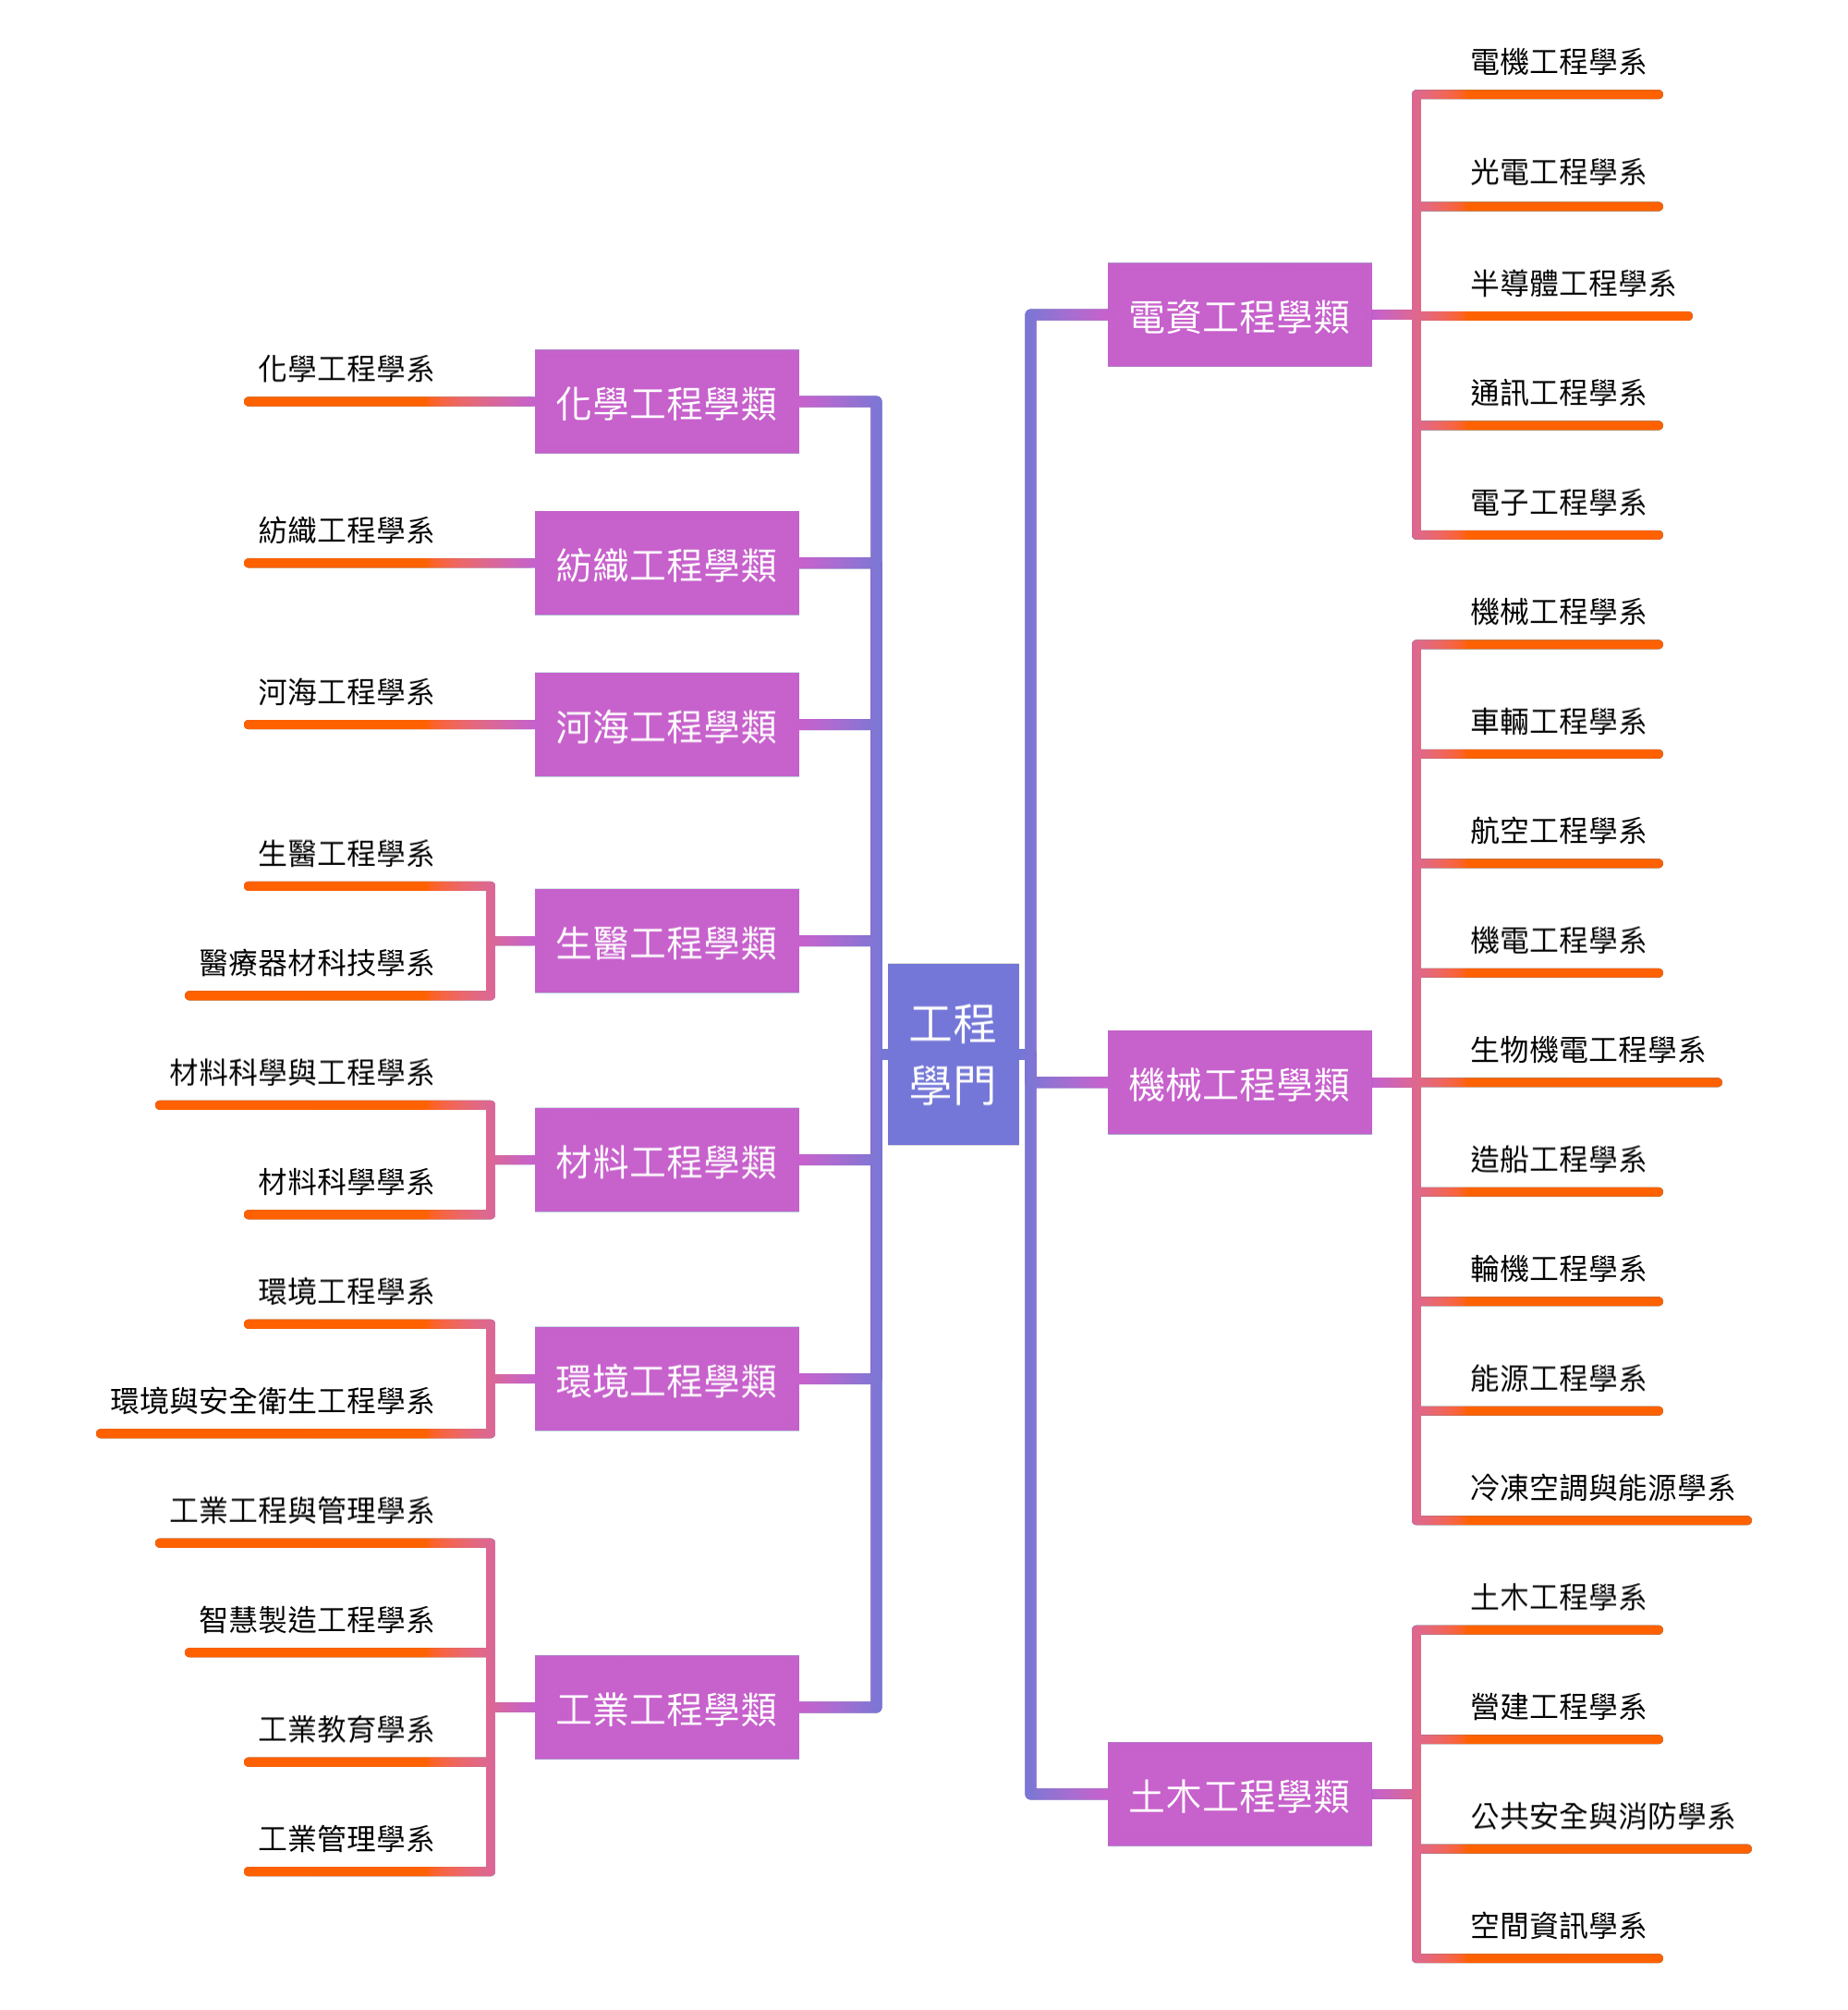 工程
學門
電資工程學類
電機工程學系
光電工程學系
半導體工程學系
通訊工程學系
電子工程學系
機械工程學類
機械工程學系
車輛工程學系
航空工程學系
機電工程學系
生物機電工程學系
造船工程學系
輪機工程學系
能源工程學系
冷凍空調與能源學系
土木工程學類
土木工程學系
營建工程學系
公共安全與消防學系
空間資訊學系
化學工程學類
化學工程學系
紡織工程學類
紡織工程學系
河海工程學類
河海工程學系
生醫工程學類
生醫工程學系
醫療器材科技學系
材料工程學類
材料科學與工程學系
材料科學學系
環境工程學類
環境工程學系
環境與安全衛生工程學系
工業工程學類
工業工程與管理學系
智慧製造工程學系
工業教育學系
工業管理學系